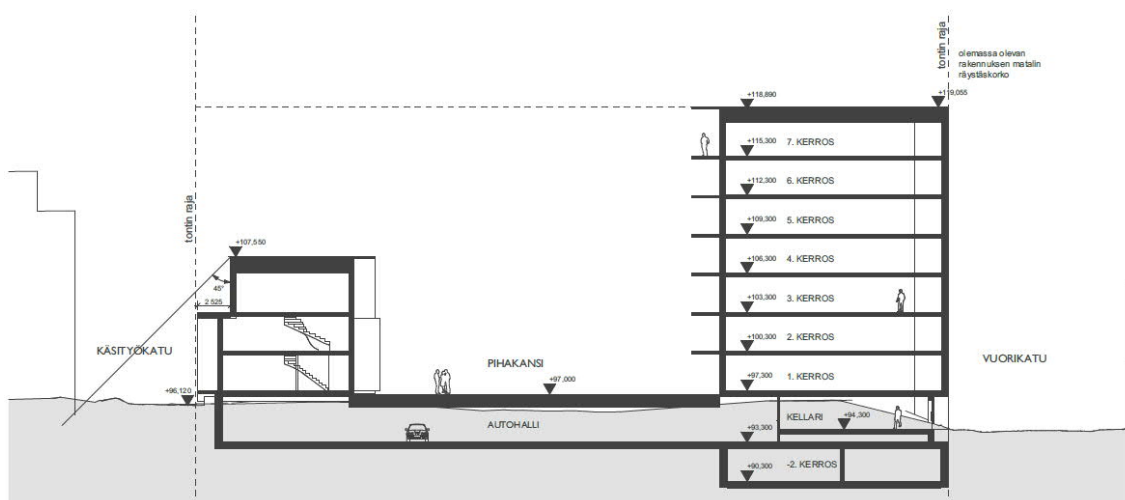 tontin raja
olemassa olevan
rakennuksen matalin
räystäskorko
+118,890
+119,055
+115,300 7. KERROS
+112,300 6. KERROS
tontin raja
+109,300 5. KERROS
+107,550
+106,300 4. KERROS
45°
2 525
+103,300 3. KERROS
+100,300 2. KERROS
KÄSITYÖKATU
PIHAKANSI
VUORIKATU
+97,300 1. KERROS
+97,000
+96,120
KELLARI
+94,300
AUTOHALLI
+93,300
-2. KERROS
+90,300